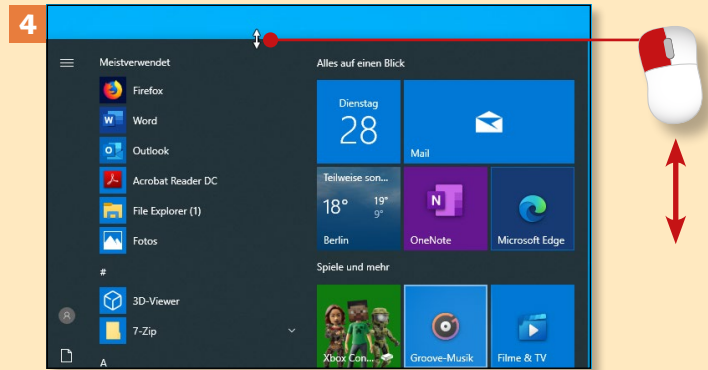 4
Meistverwendet
Firefox
Word
Outlook
Acrobat Reader DC
File Explorer (1)
Fotos
#
3D-Viewer
7-Zip
A
Alles auf einen Blick
Dienstag
28
Mail
Teilweise son...
18° 19°
9°
Berlin
OneNote
Microsoft Edge
Spiele und mehr
Xbox Con...
Groove-Musik
Filme & TV